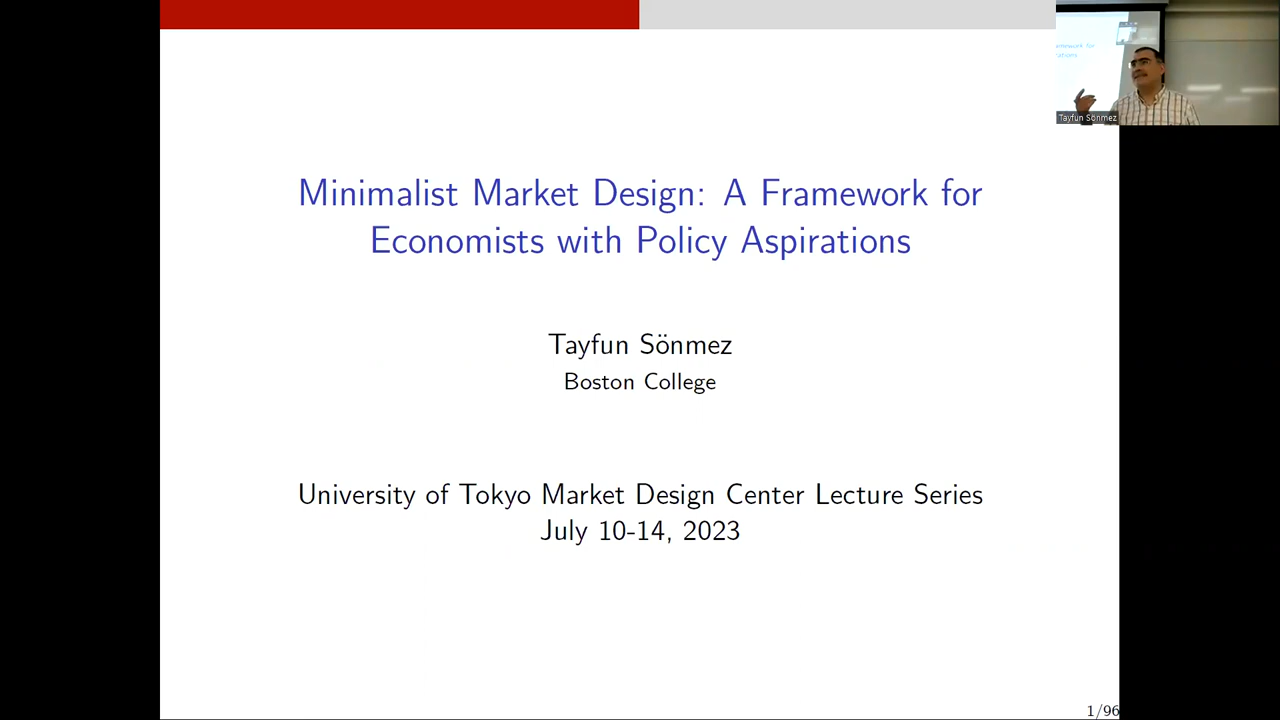 Minimalist Market Design: A Framework for
Economists with Policy Aspirations
Tayfun Sönmez
Boston College
University of Tokyo Market Design Center Lecture Series
July 10-14, 2023
1/96
Tayfun Sönmez